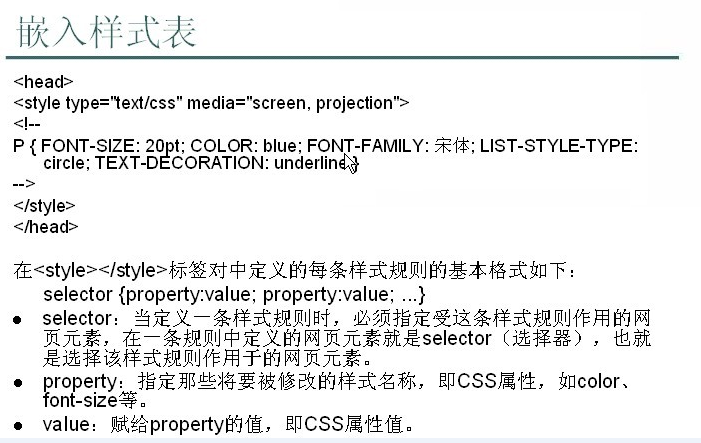 嵌入样式表
<head>
<style type="text/css" media="screen, projection">
<!--
P { FONT-SIZE: 20pt; COLOR: blue; FONT-FAMILY: 宋体; LIST-STYLE-TYPE:
circle; TEXT-DECORATION: underline }
-->
</style>
</head>
在<style></style>标签对中定义的每条样式规则的基本格式如下：
selector {property:value; property:value; ...}
● selector：当定义一条样式规则时，必须指定受这条样式规则作用的网
页元素，在一条规则中定义的网页元素就是selector（选择器），也就
是选择该样式规则作用于的网页元素。
● property：指定那些将要被修改的样式名称，即CSS属性，如color、
font-size等。
● value：赋给property的值，即CSS属性值。